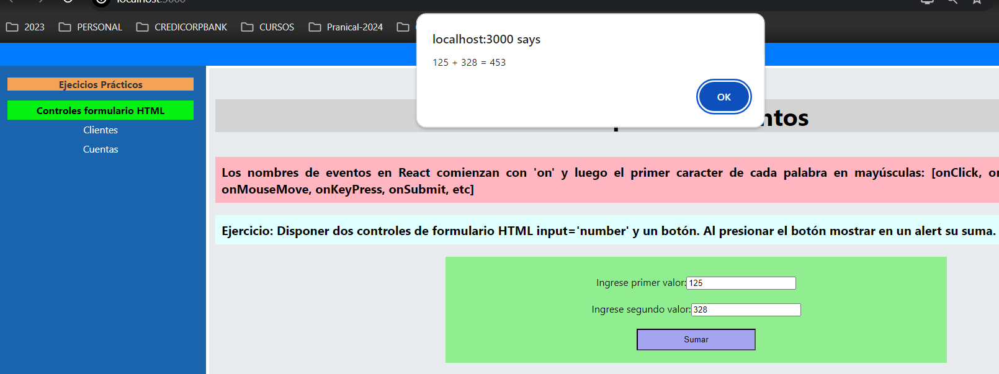 localhost:3000
2023 PERSONAL CREDICORPBANK CURSOS Pranical-2024
localhost:3000 says
125 + 328 = 453
OK
Ejecicios Prácticos
Controles formulario HTML
Clientes
Cuentas
Los nombres de eventos en React comienzan con 'on' y luego el primer caracter de cada palabra en mayúsculas: [onClick,
onMouseMove, onKeyPress, onSubmit, etc]
Ejercicio: Disponer dos controles de formulario HTML input='number' y un botón. Al presionar el botón mostrar en un alert su suma.
Ingrese primer valor: 125
Ingrese segundo valor: 328
Sumar